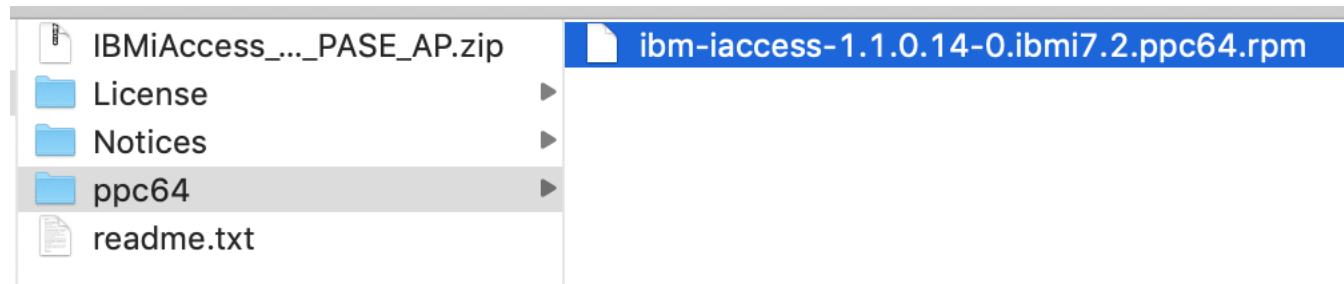 IBMiAccess_..._PASE_AP.zip
License
Notices
ppc64
readme.txt
ibm-iaccess-1.1.0.14-0.ibmi7.2.ppc64.rpm